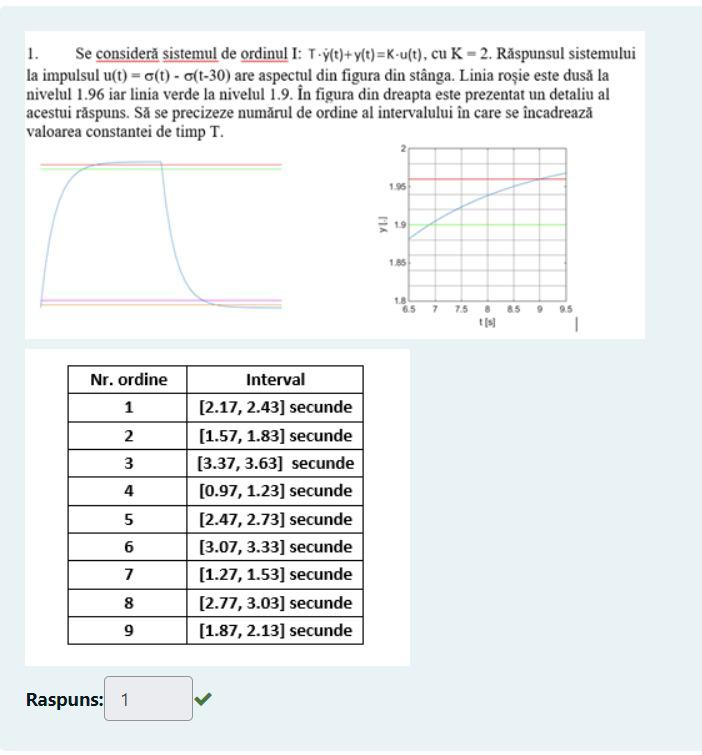 1. Se consideră sistemul de ordinul I: T·ẏ(t)+y(t)=K·u(t), cu K = 2. Răspunsul sistemului
la impulsul u(t) = σ(t) - σ(t-30) are aspectul din figura din stânga. Linia roșie este dusă la
nivelul 1.96 iar linia verde la nivelul 1.9. În figura din dreapta este prezentat un detaliu al
acestui răspuns. Să se precizeze numărul de ordine al intervalului în care se încadrează
valoarea constantei de timp T.
2
1.95
1.9
1.85
1.8
y [-]
6.5 7 7.5 8 8.5 9 9.5
t [s]
Nr. ordine Interval
1 [2.17, 2.43] secunde
2 [1.57, 1.83] secunde
3 [3.37, 3.63] secunde
4 [0.97, 1.23] secunde
5 [2.47, 2.73] secunde
6 [3.07, 3.33] secunde
7 [1.27, 1.53] secunde
8 [2.77, 3.03] secunde
9 [1.87, 2.13] secunde
Raspuns: 1